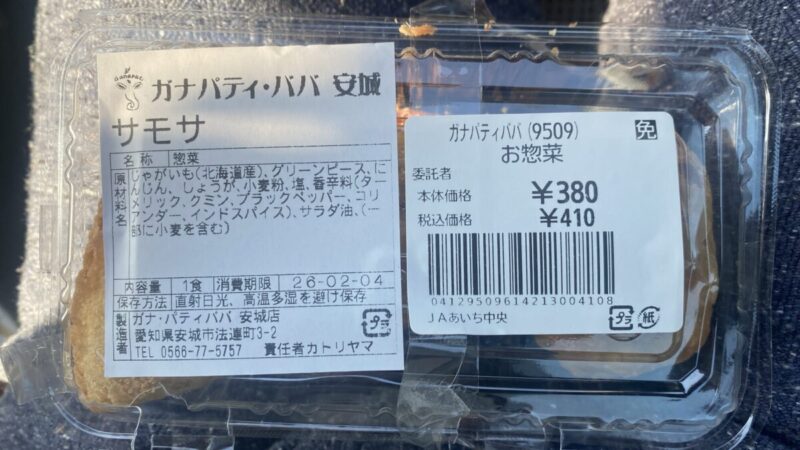 ganapati
ガナパティ・ババ 安城
サモサ
名称 惣菜
原材料名
じゃがいも(北海道産)、グリーンピース、に
んじん、しょうが、小麦粉、塩、香辛料(ター
メリック、クミン、ブラックペッパー、コリ
アンダー、インドスパイス)、サラダ油、(一
部に小麦を含む)
内容量 1食 消費期限 26-02-04
保存方法 直射日光、高温多湿を避け保存
製造者
ガナ・パティババ 安城店
愛知県安城市法連町3-2
TEL 0566-77-5757 責任者カトリヤマ
プラ
ガナパティババ(9509) 免
お惣菜
委託者
本体価格 ¥380
税込価格 ¥410
04129509614213004108
JAあいち中央
プラ 紙